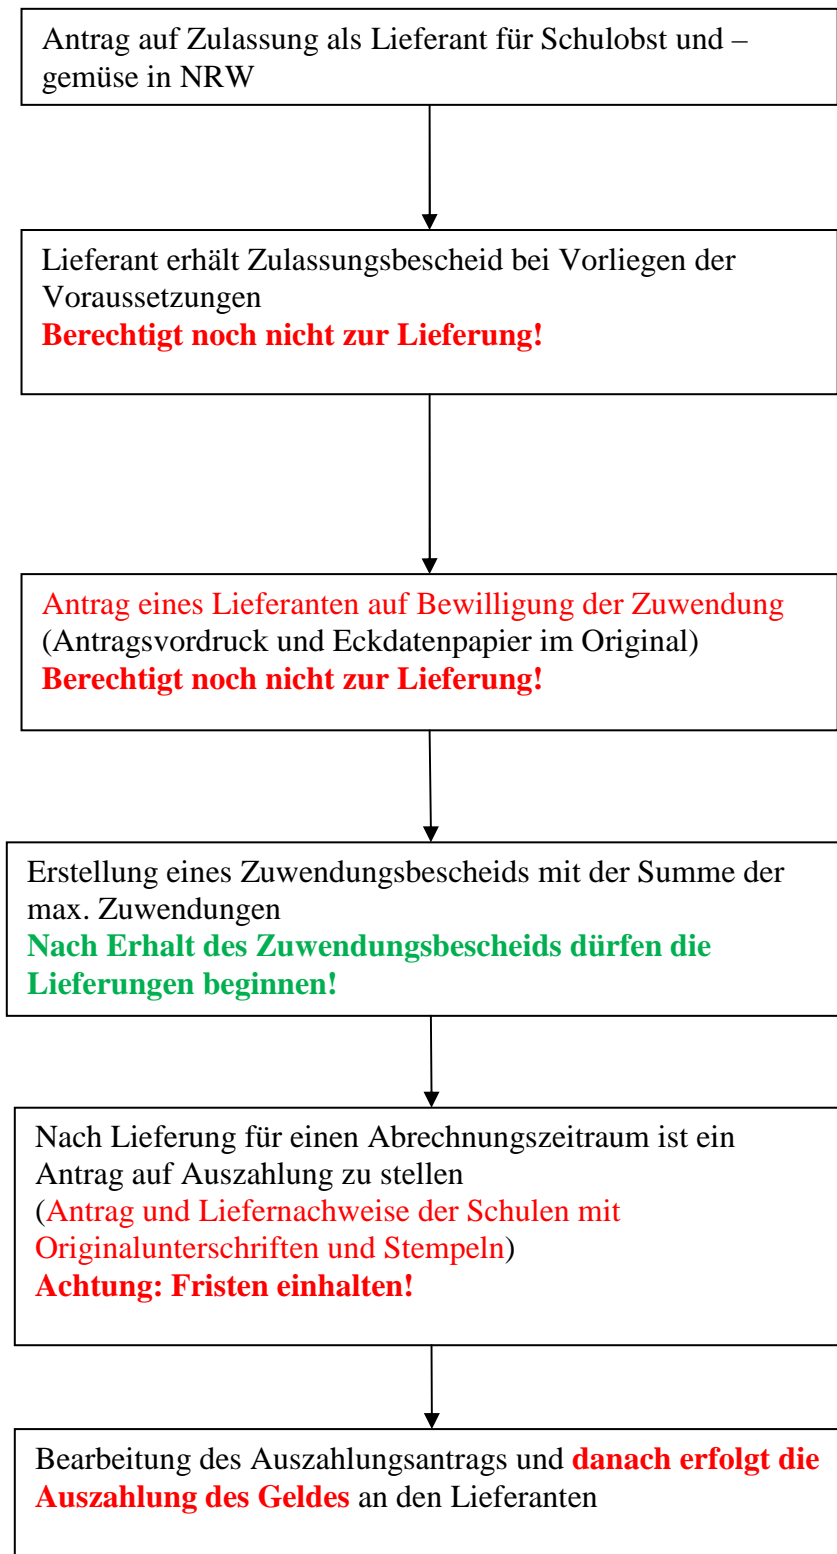 Antrag auf Zulassung als Lieferant für Schulobst und –
gemüse in NRW
Lieferant erhält Zulassungsbescheid bei Vorliegen der
Voraussetzungen
Berechtigt noch nicht zur Lieferung!
Antrag eines Lieferanten auf Bewilligung der Zuwendung
(Antragsvordruck und Eckdatenpapier im Original)
Berechtigt noch nicht zur Lieferung!
Erstellung eines Zuwendungsbescheids mit der Summe der
max. Zuwendungen
Nach Erhalt des Zuwendungsbescheids dürfen die
Lieferungen beginnen!
Nach Lieferung für einen Abrechnungszeitraum ist ein
Antrag auf Auszahlung zu stellen
(Antrag und Liefernachweise der Schulen mit
Originalunterschriften und Stempeln)
Achtung: Fristen einhalten!
Bearbeitung des Auszahlungsantrags und danach erfolgt die
Auszahlung des Geldes an den Lieferanten